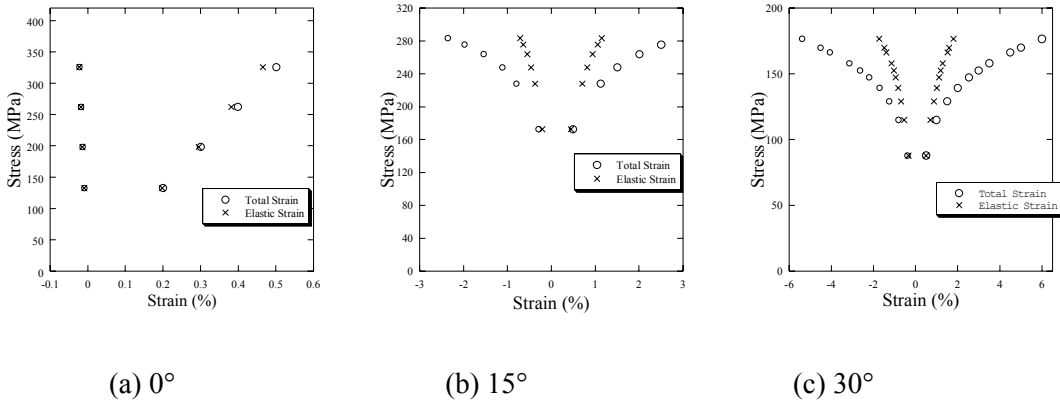 Stress (MPa)
400
350
300
250
200
150
100
50
0
-0.1 0 0.1 0.2 0.3 0.4 0.5 0.6
Strain (%)
Total Strain
Elastic Strain
(a) 0°
Stress (MPa)
320
280
240
200
160
120
80
40
0
-3 -2 -1 0 1 2 3
Strain (%)
Total Strain
Elastic Strain
(b) 15°
Stress (MPa)
200
150
100
50
0
-6 -4 -2 0 2 4 6
Strain (%)
Total Strain
Elastic Strain
(c) 30°